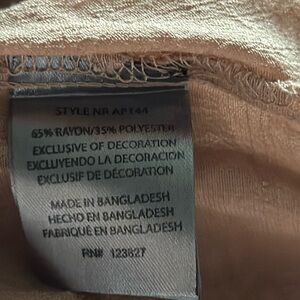 STYLE NR AP144
65% RAYON/35% POLYESTER
EXCLUSIVE OF DECORATION
EXCLUYENDO LA DECORACION
EXCLUSIF DE DÉCORATION
MADE IN BANGLADESH
HECHO EN BANGLADESH
FABRIQUÉ EN BANGLADESH
RN# 123827